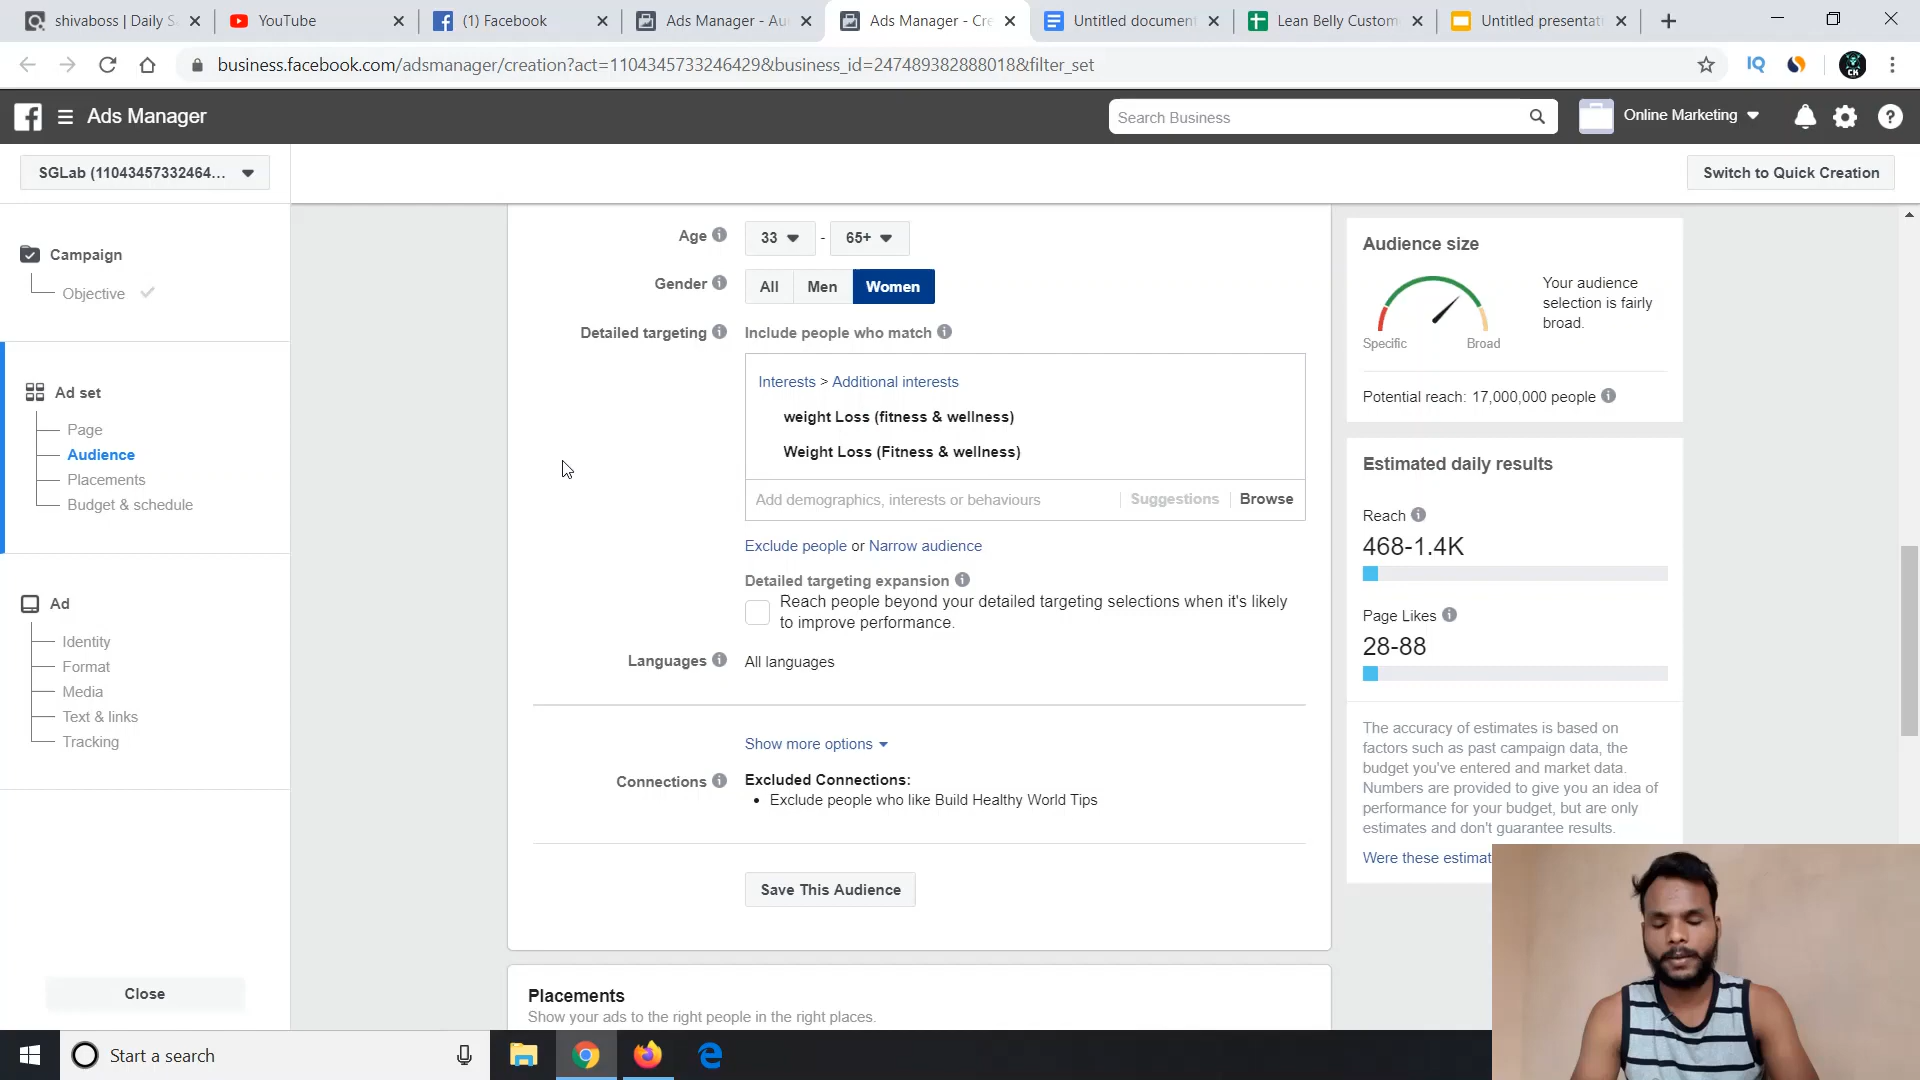 shivaboss | Daily S
YouTube
(1) Facebook
Ads Manager - Au
Ads Manager - Cre
Untitled document
Lean Belly Custom
Untitled presentat
business.facebook.com/adsmanager/creation?act=110434573324642 9&business_id=247489382888018&filter_set
IQ
CK
Ads Manager
Search Business
Online Marketing
SGLab (11043457332464...
Switch to Quick Creation
Campaign
Objective
Ad set
Page
Audience
Placements
Budget & schedule
Ad
Identity
Format
Media
Text & links
Tracking
Close
Age
33 - 65+
Gender
All Men Women
Detailed targeting
Include people who match
Interests > Additional interests
weight Loss (fitness & wellness)
Weight Loss (Fitness & wellness)
Add demographics, interests or behaviours
Suggestions
Browse
Exclude people or Narrow audience
Detailed targeting expansion
Reach people beyond your detailed targeting selections when it's likely
to improve performance.
Languages
All languages
Show more options
Connections
Excluded Connections:
• Exclude people who like Build Healthy World Tips
Save This Audience
Placements
Show your ads to the right people in the right places.
Audience size
Specific
Broad
Your audience
selection is fairly
broad.
Potential reach: 17,000,000 people
Estimated daily results
Reach
468-1.4K
Page Likes
28-88
The accuracy of estimates is based on
factors such as past campaign data, the
budget you've entered and market data.
Numbers are provided to give you an idea of
performance for your budget, but are only
estimates and don't guarantee results.
Were these estimat
Start a search